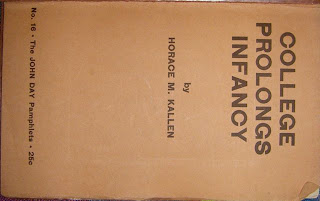 COLLEGE
PROLONGS
INFANCY
by
HORACE M. KALLEN
No. 16 • The JOHN DAY Pamphlets • 25c